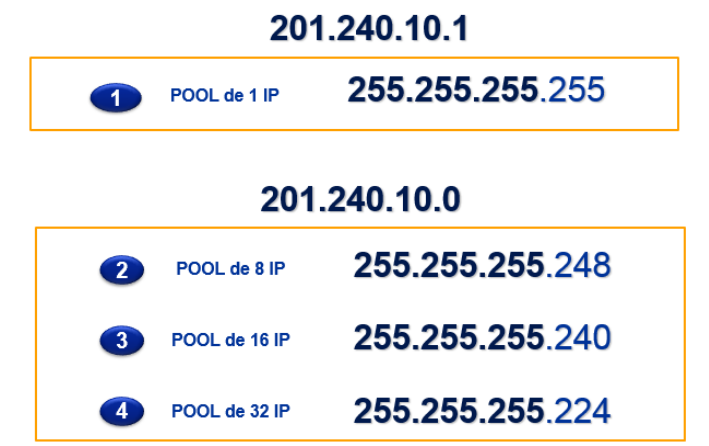 201.240.10.1
1 POOL de 1 IP 255.255.255.255
201.240.10.0
2 POOL de 8 IP 255.255.255.248
3 POOL de 16 IP 255.255.255.240
4 POOL de 32 IP 255.255.255.224